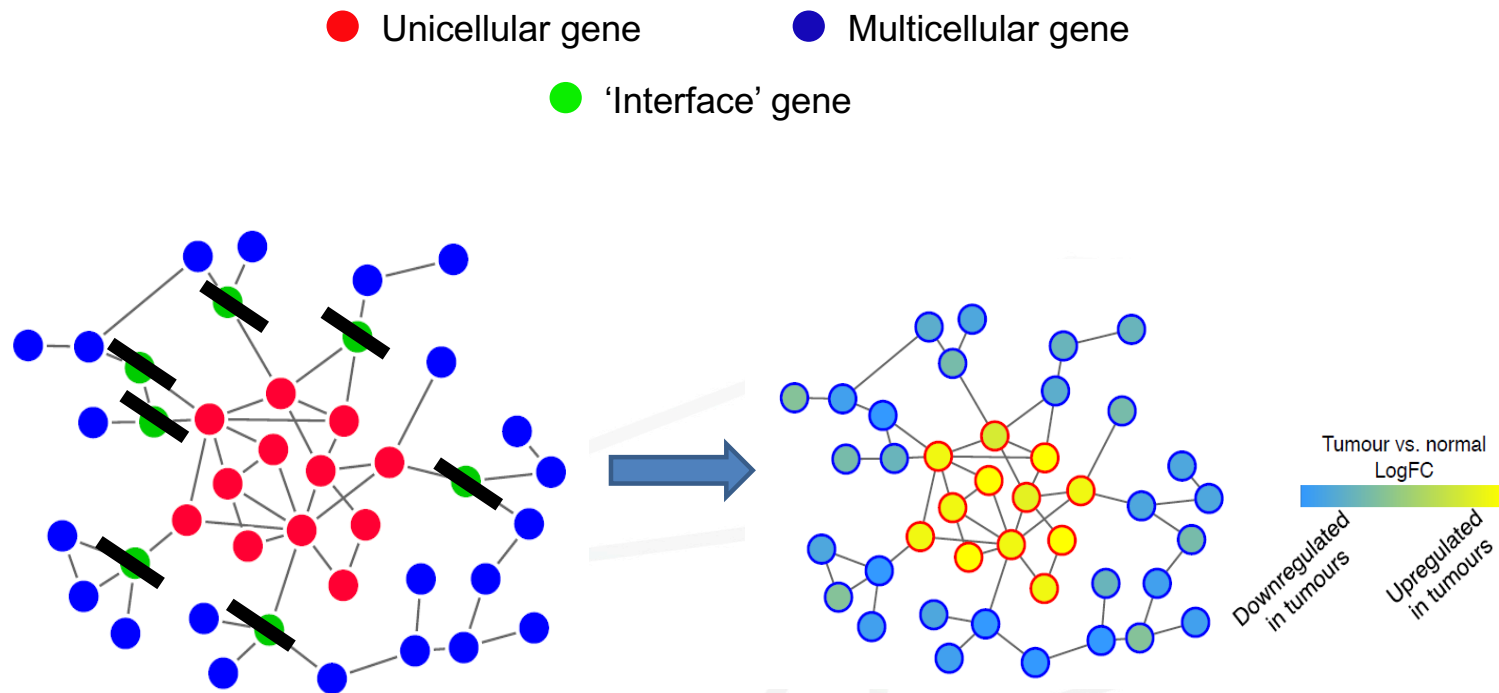 Unicellular gene
Multicellular gene
‘Interface’ gene
Tumour vs. normal
LogFC
Downregulated
in tumours
Upregulated
in tumours